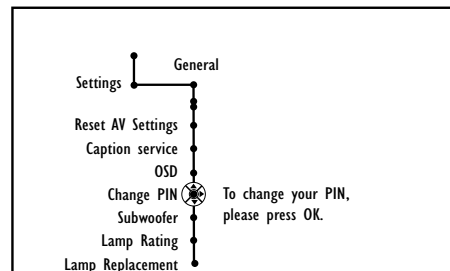 General
Settings
Reset AV Settings
Caption service
OSD
Change PIN To change your PIN,
please press OK.
Subwoofer
Lamp Rating
Lamp Replacement